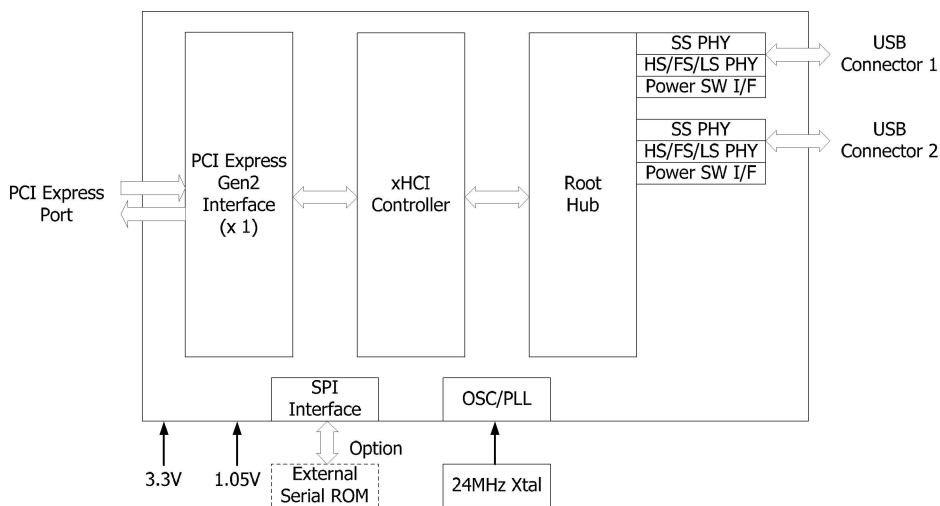 SS PHY
HS/FS/LS PHY
Power SW I/F
USB
Connector 1
SS PHY
HS/FS/LS PHY
Power SW I/F
USB
Connector 2
PCI Express
Port
PCI Express
Gen2
Interface
(x 1)
xHCI
Controller
Root
Hub
SPI
Interface
OSC/PLL
Option
3.3V
1.05V
External
Serial ROM
24MHz Xtal